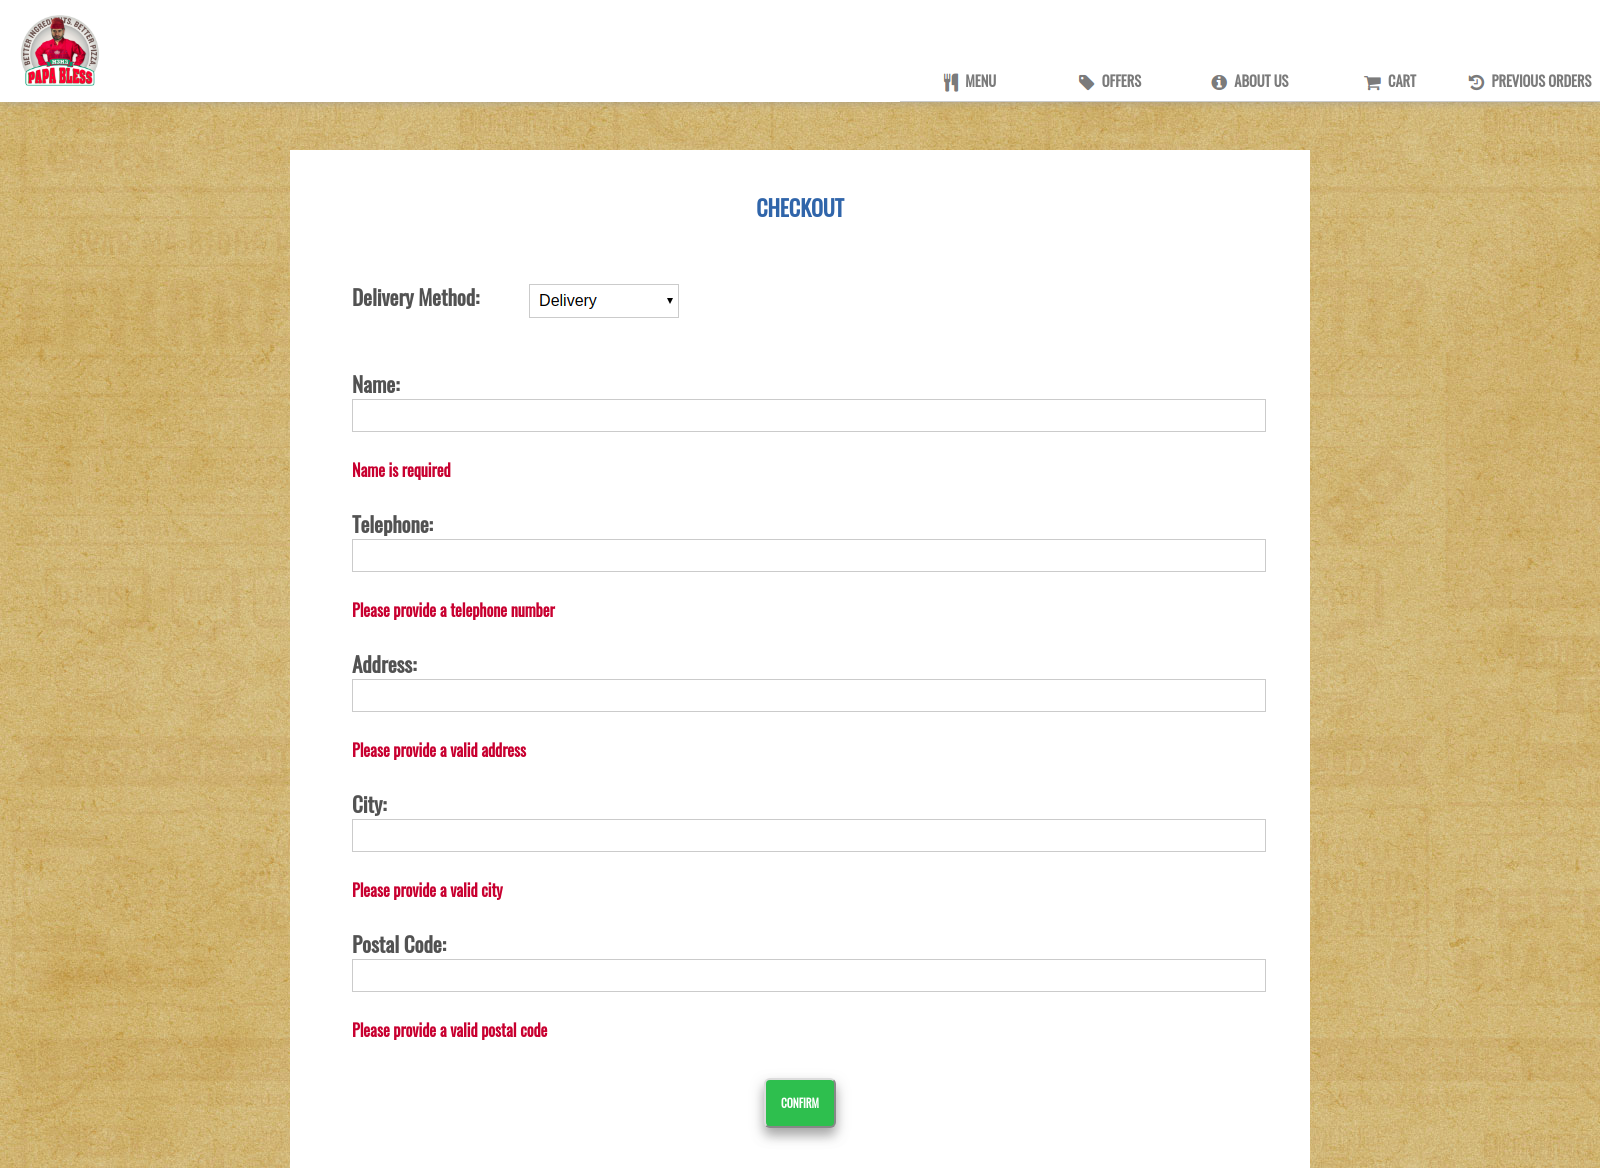 BETTER INGREDIENTS. BETTER PIZZA.
PAPA BLESS
MENU
OFFERS
ABOUT US
CART
PREVIOUS ORDERS
CHECKOUT
Delivery Method:
Delivery
Name:
Name is required
Telephone:
Please provide a telephone number
Address:
Please provide a valid address
City:
Please provide a valid city
Postal Code:
Please provide a valid postal code
CONFIRM